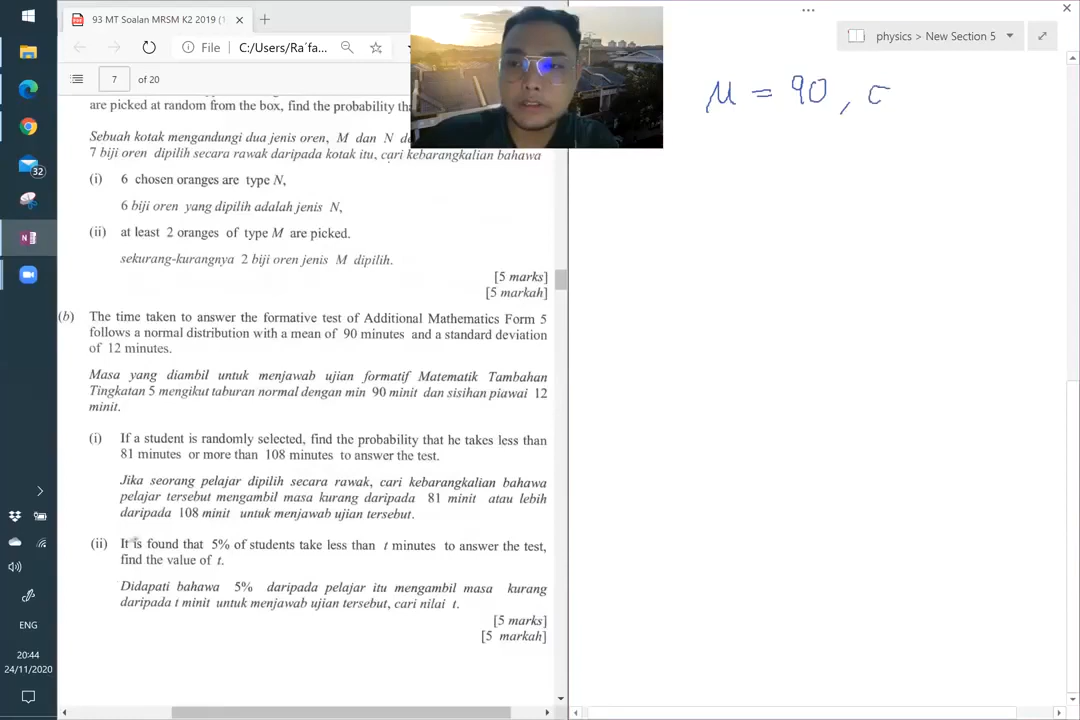 93 MT Soalan MRSM K2 2019 (1
File
C:/Users/Ra´fa...
physics > New Section 5
7 of 20
are picked at random from the box, find the probability tha
Sebuah kotak mengandungi dua jenis oren, M dan N de
7 biji oren dipilih secara rawak daripada kotak itu, cari kebarangkalian bahawa
(i) 6 chosen oranges are type N,
6 biji oren yang dipilih adalah jenis N,
(ii) at least 2 oranges of type M are picked.
sekurang-kurangnya 2 biji oren jenis M dipilih.
[5 marks]
[5 markah]
(b) The time taken to answer the formative test of Additional Mathematics Form 5
follows a normal distribution with a mean of 90 minutes and a standard deviation
of 12 minutes.
Masa yang diambil untuk menjawab ujian formatif Matematik Tambahan
Tingkatan 5 mengikut taburan normal dengan min 90 minit dan sisihan piawai 12
minit.
(i) If a student is randomly selected, find the probability that he takes less than
81 minutes or more than 108 minutes to answer the test.
Jika seorang pelajar dipilih secara rawak, cari kebarangkalian bahawa
pelajar tersebut mengambil masa kurang daripada 81 minit atau lebih
daripada 108 minit untuk menjawab ujian tersebut.
(ii) It is found that 5% of students take less than t minutes to answer the test,
find the value of t.
Didapati bahawa 5% daripada pelajar itu mengambil masa kurang
daripada t minit untuk menjawab ujian tersebut, cari nilai t.
[5 marks]
[5 markah]
μ = 90 ,
32
ENG
20:44
24/11/2020